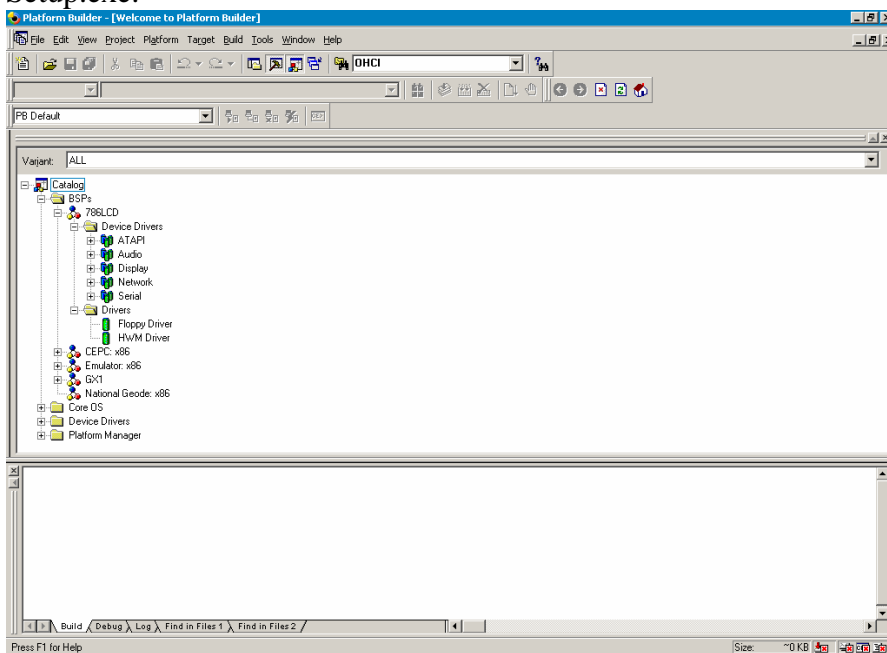 Setup.exe.
Platform Builder - [Welcome to Platform Builder]
File Edit View Project Platform Target Build Tools Window Help
OHCI
PB Default
Variant: ALL
Catalog
BSPs
786LCD
Device Drivers
ATAPI
Audio
Display
Network
Serial
Drivers
Floppy Driver
HWM Driver
CEPC: x86
Emulator: x86
GX1
National Geode: x86
Core OS
Device Drivers
Platform Manager
Build Debug Log Find in Files 1 Find in Files 2
Press F1 for Help Size: ~0 KB